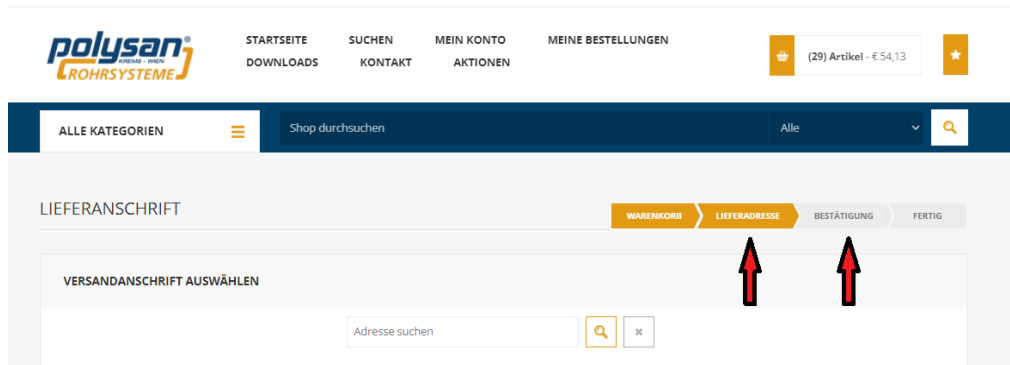 polysan®
KREMS - WIEN
ROHRSYSTEME
STARTSEITE SUCHEN MEIN KONTO MEINE BESTELLUNGEN
DOWNLOADS KONTAKT AKTIONEN
(29) Artikel - € 54,13
ALLE KATEGORIEN
Shop durchsuchen
Alle
LIEFERANSCHRIFT
WARENKORB LIEFERADRESSE BESTÄTIGUNG FERTIG
VERSANDANSCHRIFT AUSWÄHLEN
Adresse suchen